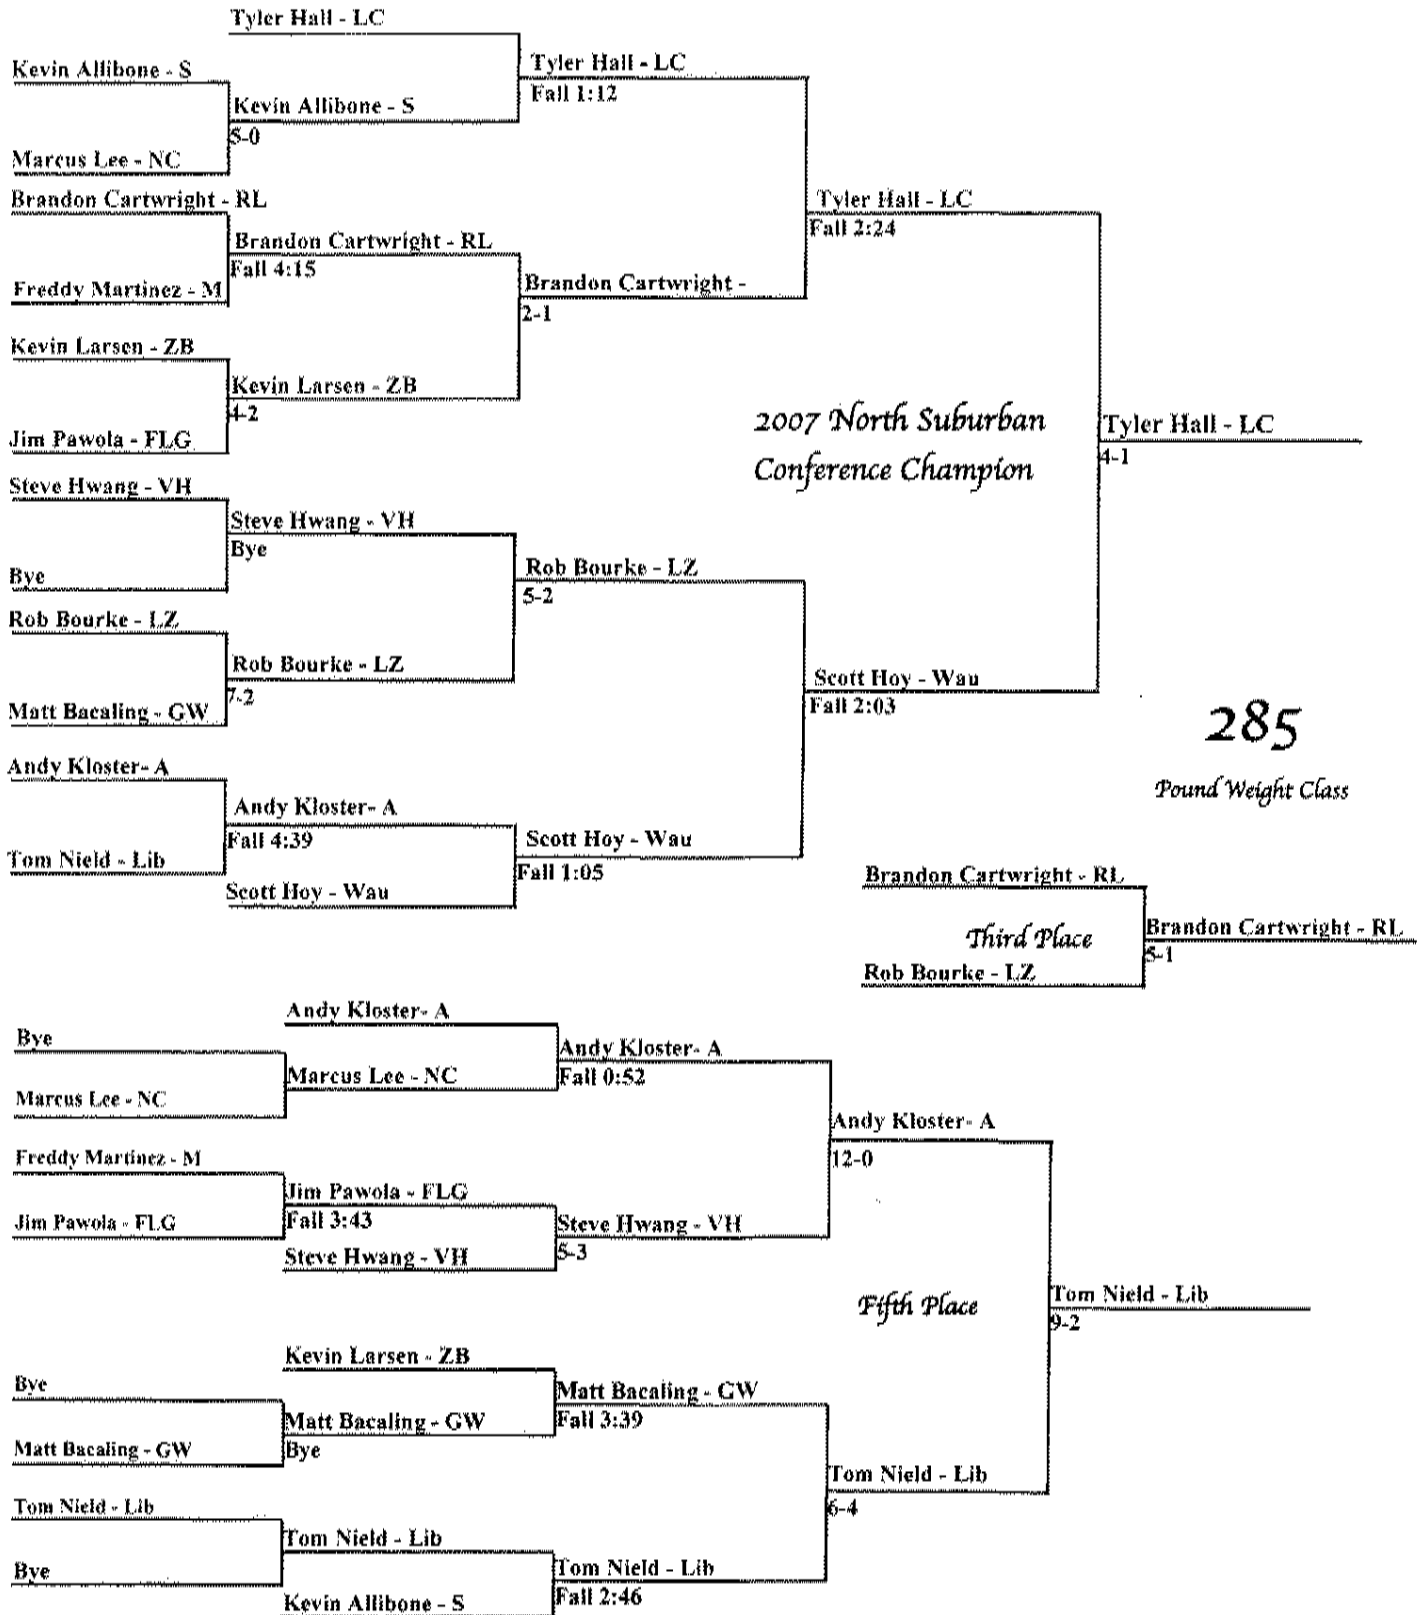 Tyler Hall - LC
Kevin Allibone - S
Tyler Hall - LC
Fall 1:12
Kevin Allibone - S
5-0
Marcus Lee - NC
Brandon Cartwright - RL
Tyler Hall - LC
Fall 2:24
Brandon Cartwright - RL
Fall 4:15
Freddy Martinez - M
Brandon Cartwright -
2-1
Kevin Larsen - ZB
Kevin Larsen - ZB
4-2
Jim Pawola - FLG
2007 North Suburban
Conference Champion
Tyler Hall - LC
4-1
Steve Hwang - VH
Steve Hwang - VH
Bye
Bye
Rob Bourke - LZ
5-2
Rob Bourke - LZ
Rob Bourke - LZ
7-2
Matt Bacaling - GW
Scott Hoy - Wau
Fall 2:03
285
Pound Weight Class
Andy Kloster- A
Andy Kloster- A
Fall 4:39
Tom Nield - Lib
Scott Hoy - Wau
Fall 1:05
Scott Hoy - Wau
Brandon Cartwright - RL
Third Place
Brandon Cartwright - RL
5-1
Rob Bourke - LZ
Andy Kloster- A
Bye
Andy Kloster- A
Fall 0:52
Marcus Lee - NC
Marcus Lee - NC
Andy Kloster- A
12-0
Freddy Martinez - M
Jim Pawola - FLG
Fall 3:43
Jim Pawola - FLG
Steve Hwang - VH
5-3
Steve Hwang - VH
Fifth Place
Tom Nield - Lib
9-2
Kevin Larsen - ZB
Bye
Matt Bacaling - GW
Fall 3:39
Matt Bacaling - GW
Bye
Matt Bacaling - GW
Tom Nield - Lib
6-4
Tom Nield - Lib
Tom Nield - Lib
Bye
Tom Nield - Lib
Fall 2:46
Kevin Allibone - S